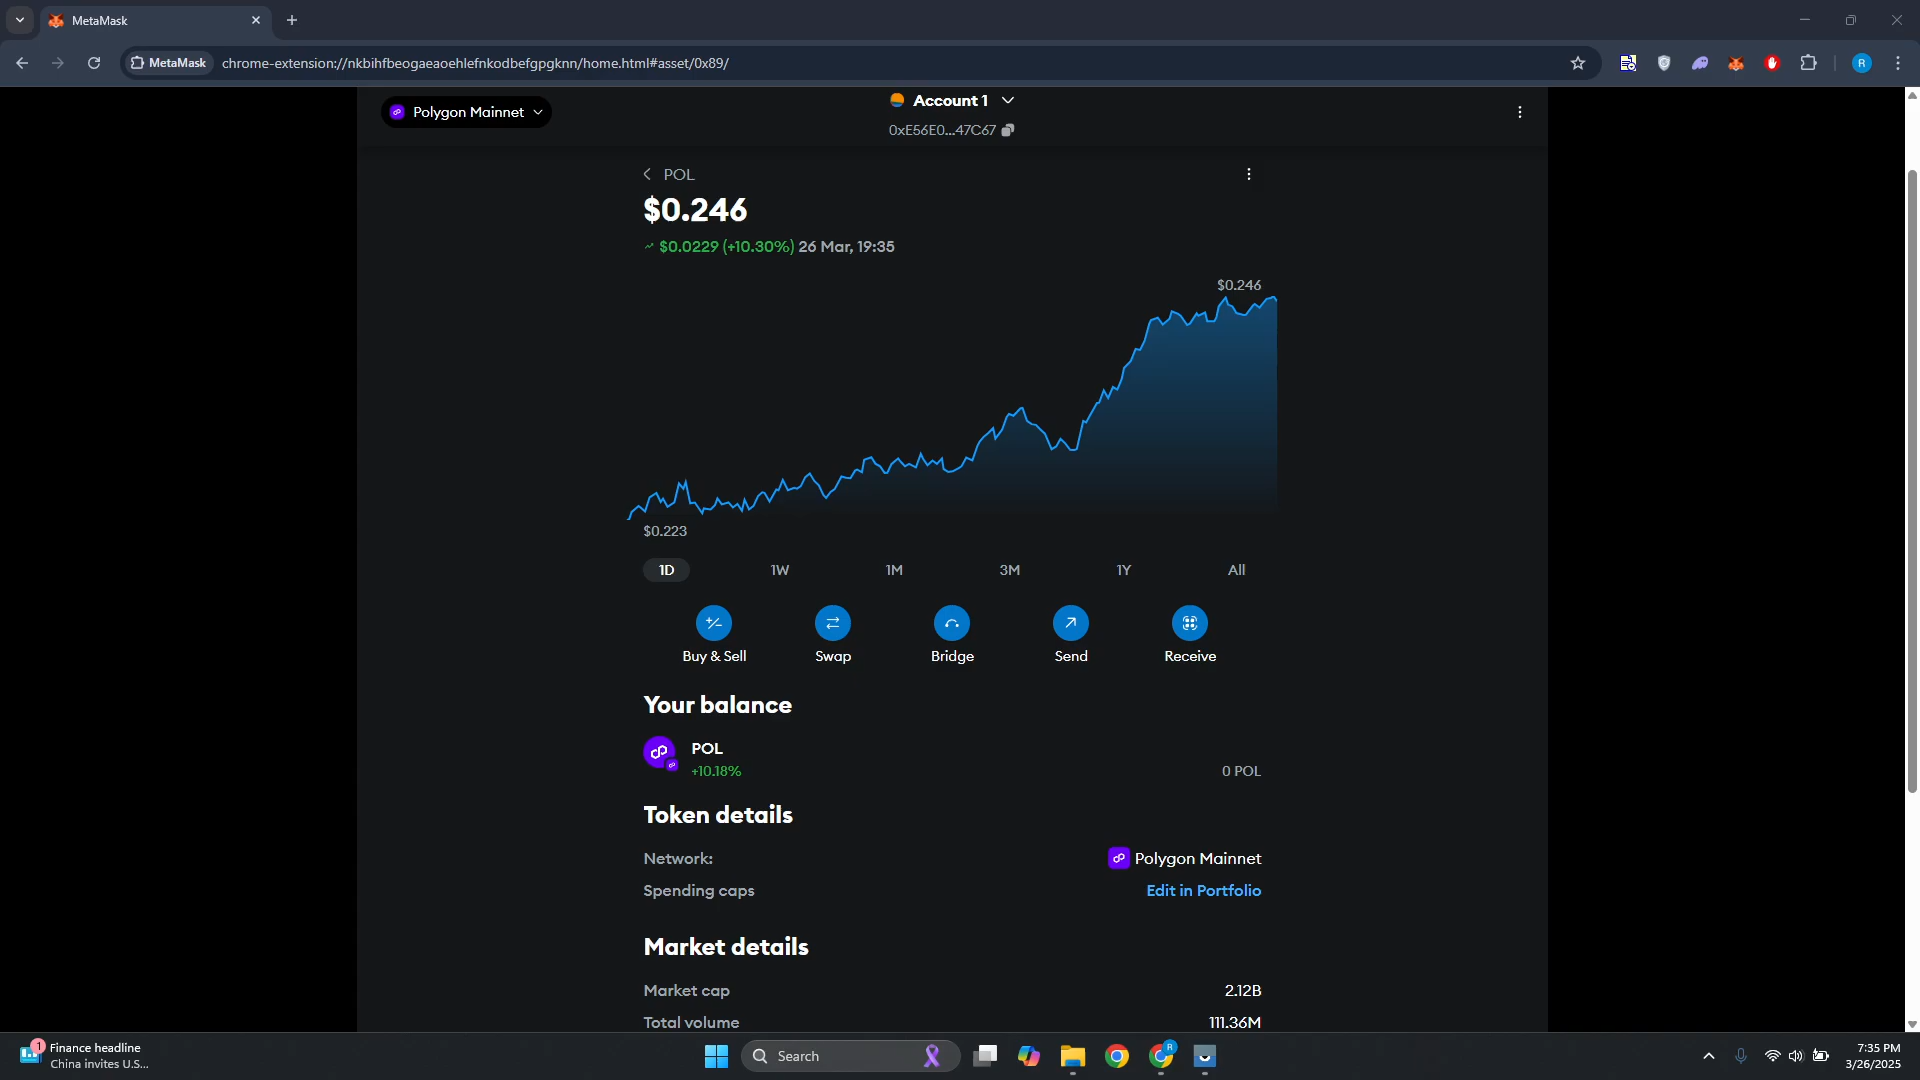 MetaMask
MetaMask
chrome-extension://nkbihfbeogaeaoehlefnkodbefgpgknn/home.html#asset/0x89/
R
Polygon Mainnet
Account 1
0xE56E0...47C67
POL
$0.246
$0.0229 (+10.30%) 26 Mar, 19:35
$0.246
$0.223
1D 1W 1M 3M 1Y All
Buy & Sell Swap Bridge Send Receive
Your balance
POL
+10.18% 0 POL
Token details
Network: Polygon Mainnet
Spending caps Edit in Portfolio
Market details
Market cap 2.12B
Total volume 111.36M
1
Finance headline
China invites U.S...
Search
R
7:35 PM
3/26/2025